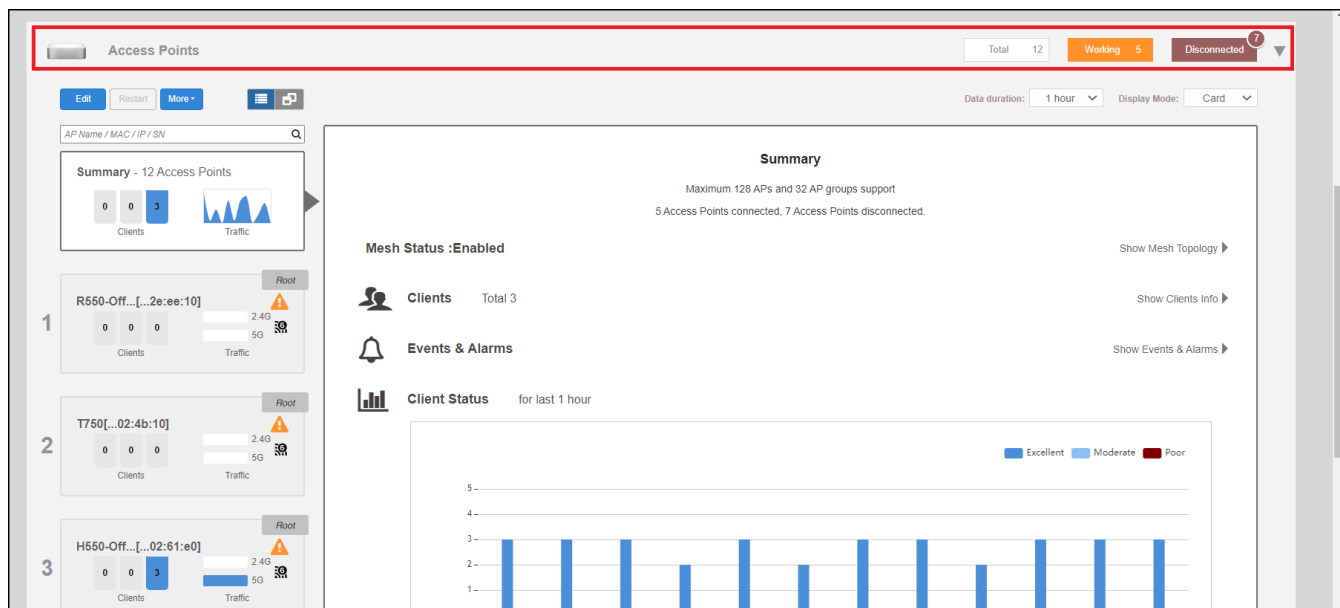 Access Points
Total 12
Working 5
Disconnected 7
Edit Restart More
Data duration: 1 hour Display Mode: Card
AP Name / MAC / IP / SN
Summary - 12 Access Points
0 0 3
Clients Traffic
Root
1
R550-Off...[...2e:ee:10]
2.4G
0 0 0
5G
6
Clients Traffic
Root
2
T750[...02:4b:10]
2.4G
0 0 0
5G
6
Clients Traffic
Root
3
H550-Off...[...02:61:e0]
2.4G
0 0 3
5G
6
Clients Traffic
Summary
Maximum 128 APs and 32 AP groups support
5 Access Points connected, 7 Access Points disconnected.
Mesh Status :Enabled Show Mesh Topology
Clients Total 3 Show Clients Info
Events & Alarms Show Events & Alarms
Client Status for last 1 hour
Excellent Moderate Poor
5
4
3
2
1